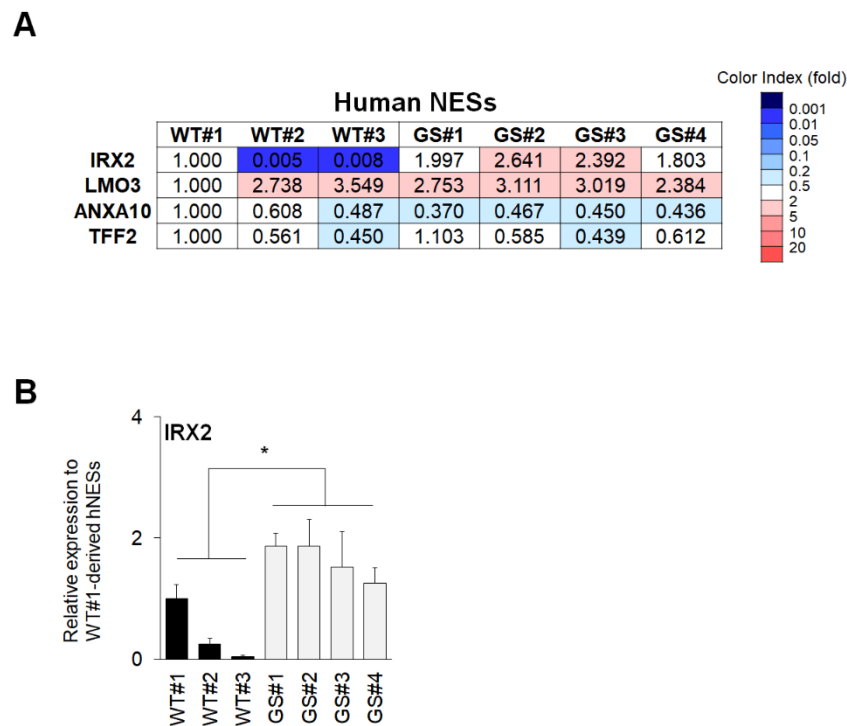 A
Color Index (fold)
Human NESs
WT#1 WT#2 WT#3 GS#1 GS#2 GS#3 GS#4
IRX2 1.000 0.005 0.008 1.997 2.641 2.392 1.803
LMO3 1.000 2.738 3.549 2.753 3.111 3.019 2.384
ANXA10 1.000 0.608 0.487 0.370 0.467 0.450 0.436
TFF2 1.000 0.561 0.450 1.103 0.585 0.439 0.612
0.001
0.01
0.05
0.1
0.2
0.5
2
5
10
20
B
IRX2
*
Relative expression to
WT#1-derived hNESs
4
2
0
WT#1 WT#2 WT#3 GS#1 GS#2 GS#3 GS#4